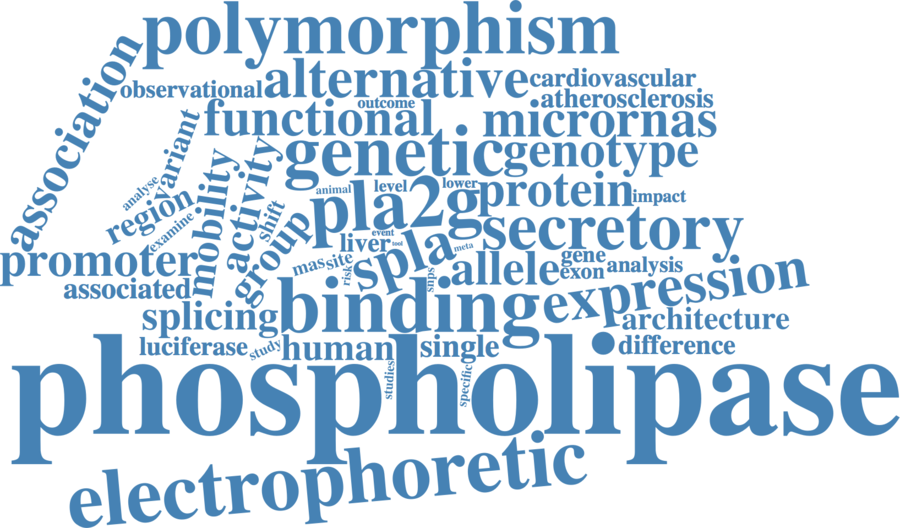 polymorphism
association
observational
alternative
cardiovascular
atherosclerosis
outcome
functional
micrornas
variant
genetic
genotype
analyse
region
mobility
activity
animal
level
lower
protein
impact
pla2g
secretory
examine
shift
group
event
liver
tool
meta
promoter
mas
site
risk
spla
snps
allele
gene
exon
analysis
associated
binding
expression
splicing
architecture
luciferase
study
human
single
difference
studies
specific
phospholipase
electrophoretic